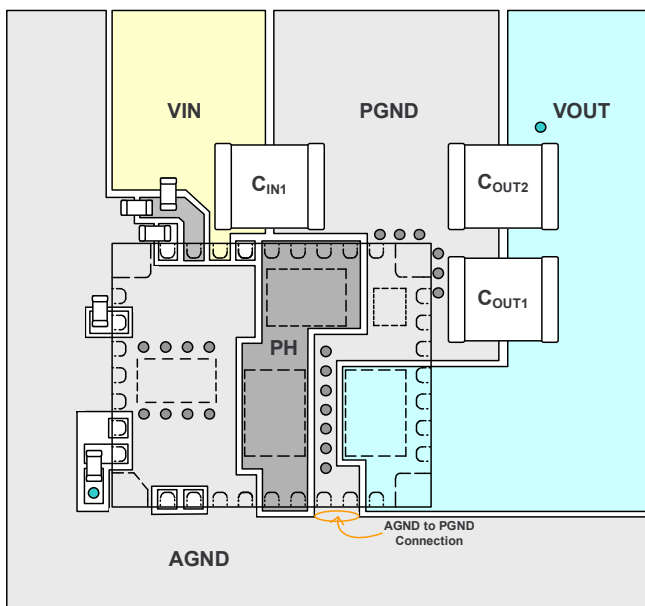 VIN
PGND
VOUT
CIN1
COUT2
COUT1
PH
AGND to PGND
Connection
AGND